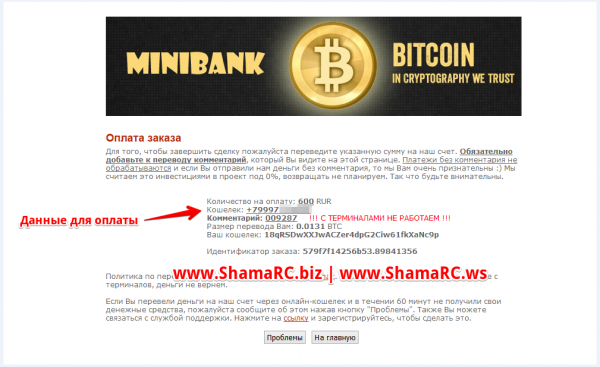 MINIBANK
BITCOIN
IN CRYPTOGRAPHY WE TRUST
Оплата заказа
Для того, чтобы завершить сделку пожалуйста переведите указанную сумму на наш счет. Обязательно
добавьте к переводу комментарий, который Вы видите на этой странице. Платежи без комментария не
обрабатываются и если Вы отправили нам деньги без комментария, то мы Вам очень признательны :) Мы
считаем это инвестициями в проект под 0%, возвращать не планируем. Так что будьте внимательны.
Количество на оплату: 600 RUR
Данные для оплаты
Кошелек: +79997
Комментарий: 009287 !!! С ТЕРМИНАЛАМИ НЕ РАБОТАЕМ !!!
Размер перевода Вам: 0.0131 BTC
Ваш кошелек: 18qRSDwXXJwACZer4dpG2Ciw61fkXaNc9p
Идентификатор заказа: 579f7f14256b53.89841356
www.ShamaRC.biz | www.ShamaRC.ws
Политика по пере с
терминалов, деньги не вернем.
Если Вы перевели деньги на наш счет через онлайн-кошелек и в течении 60 минут не получили свои
денежные средства, пожалуйста сообщите об этом нажав кнопку "Проблемы". Также Вы можете
связаться с службой поддержки. Нажмите на ссылку и зарегистрируйтесь, чтобы сделать это.
Проблемы На главную